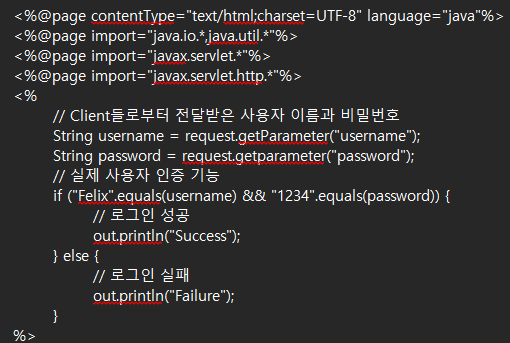 <%@page contentType="text/html;charset=UTF-8" language="java"%>
<%@page import="java.io.*,java.util.*"%>
<%@page import="javax.servlet.*"%>
<%@page import="javax.servlet.http.*"%>
<%
// Client들로부터 전달받은 사용자 이름과 비밀번호
String username = request.getParameter("username");
String password = request.getparameter("password");
// 실제 사용자 인증 기능
if ("Felix".equals(username) && "1234".equals(password)) {
// 로그인 성공
out.println("Success");
} else {
// 로그인 실패
out.println("Failure");
}
%>